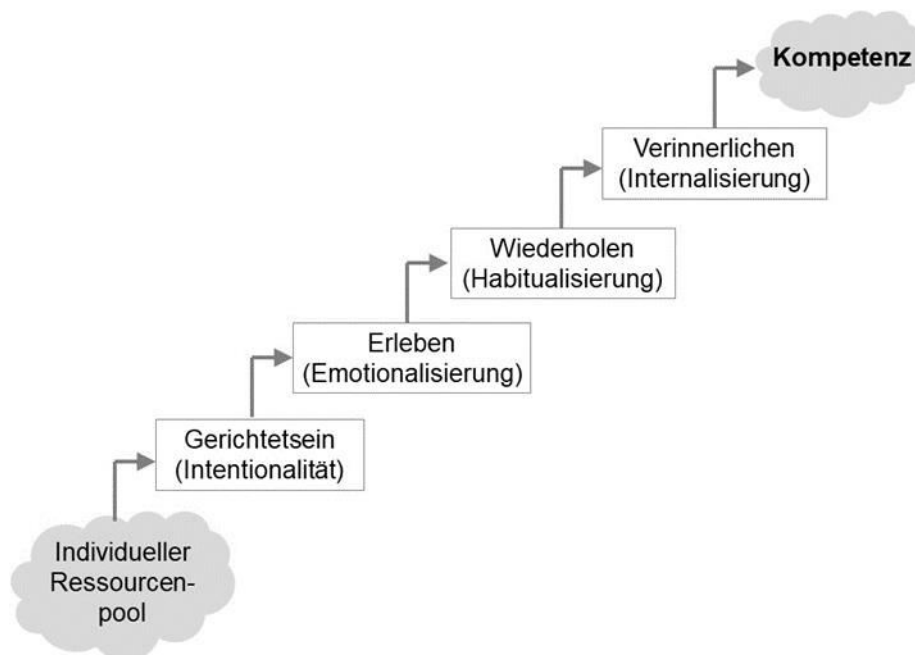 Kompetenz
Verinnerlichen
(Internalisierung)
Wiederholen
(Habitualisierung)
Erleben
(Emotionalisierung)
Gerichtetsein
(Intentionalität)
Individueller
Ressourcen-
pool